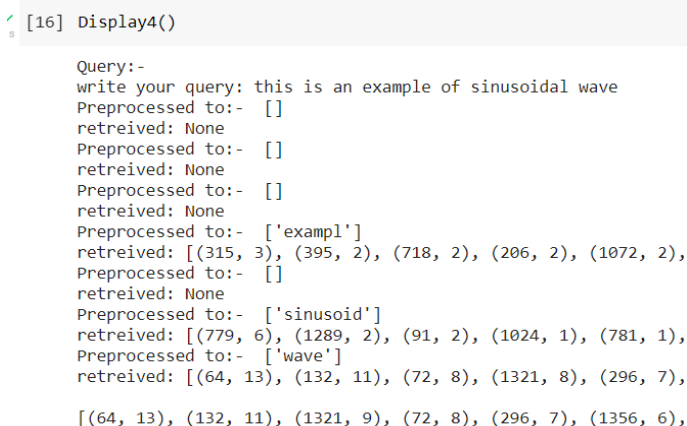 [16] Display4()
s
Query:-
write your query: this is an example of sinusoidal wave
Preprocessed to:-  []
retreived: None
Preprocessed to:-  []
retreived: None
Preprocessed to:-  []
retreived: None
Preprocessed to:-  ['exampl']
retreived: [(315, 3), (395, 2), (718, 2), (206, 2), (1072, 2),
Preprocessed to:-  []
retreived: None
Preprocessed to:-  ['sinusoid']
retreived: [(779, 6), (1289, 2), (91, 2), (1024, 1), (781, 1),
Preprocessed to:-  ['wave']
retreived: [(64, 13), (132, 11), (72, 8), (1321, 8), (296, 7),
[(64, 13), (132, 11), (1321, 9), (72, 8), (296, 7), (1356, 6),